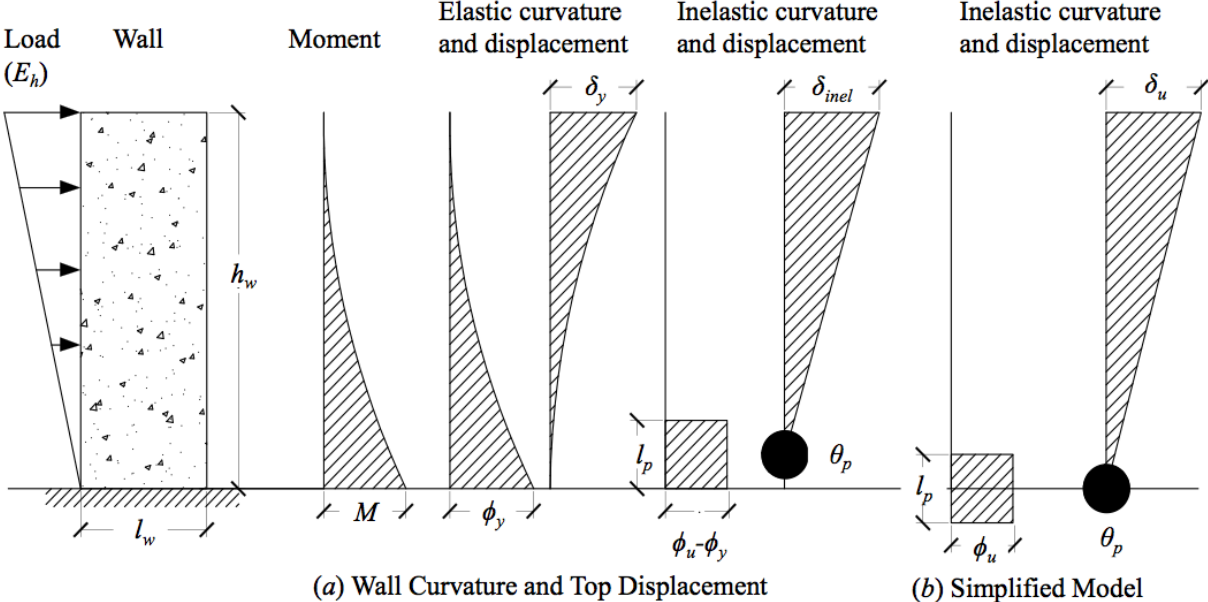 Load
(Eₕ)
Wall
Moment
Elastic curvature
and displacement
Inelastic curvature
and displacement
Inelastic curvature
and displacement
δ_y
δ_inel
δ_u
h_w
l_w
M
ϕ_y
l_p
θ_p
ϕ_u-ϕ_y
l_p
ϕ_u
θ_p
(a) Wall Curvature and Top Displacement
(b) Simplified Model